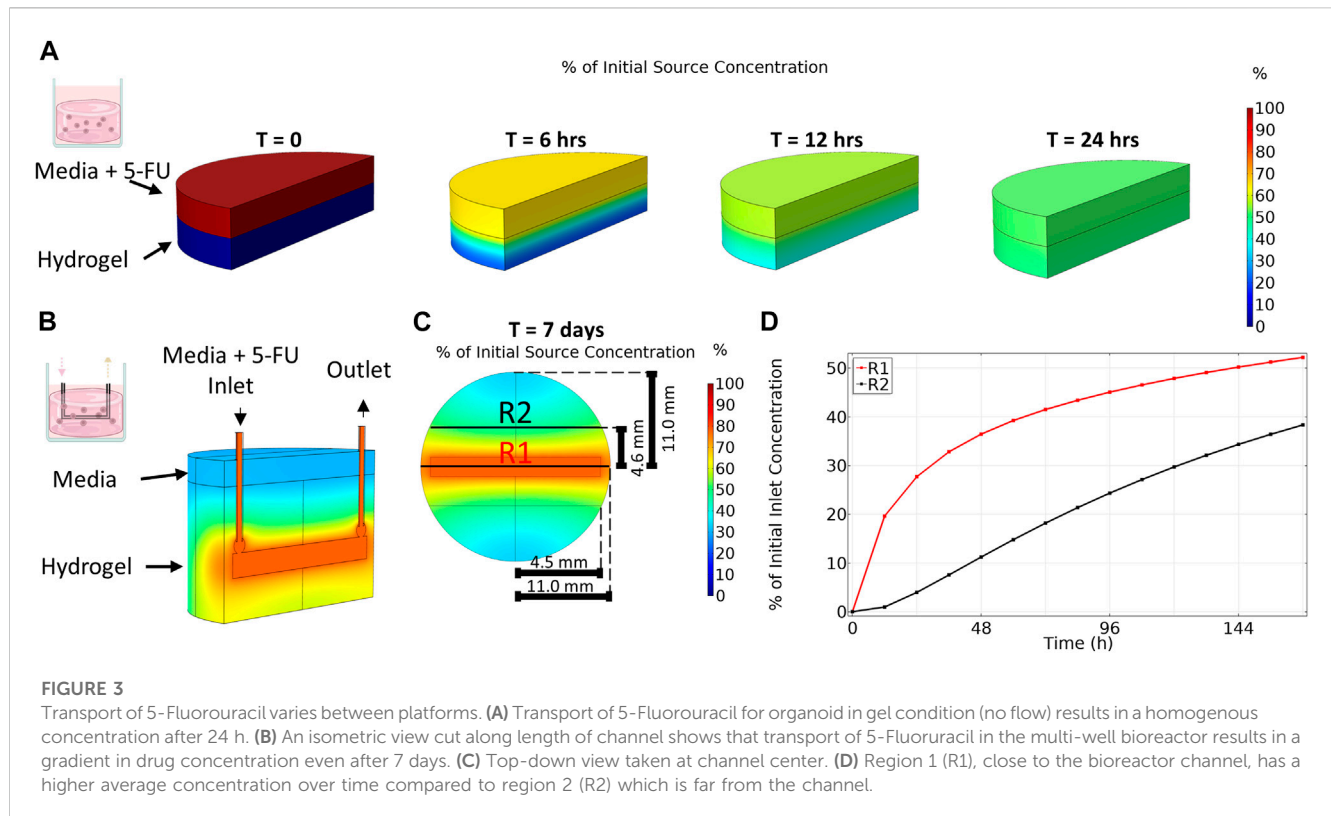 A
% of Initial Source Concentration
%
T = 0
T = 6 hrs
T = 12 hrs
T = 24 hrs
Media + 5-FU
Hydrogel
100
90
80
70
60
50
40
30
20
10
0
B
Media + 5-FU
Inlet
Outlet
Media
Hydrogel
C
T = 7 days
% of Initial Source Concentration
%
R2
R1
4.6 mm
11.0 mm
4.5 mm
11.0 mm
100
90
80
70
60
50
40
30
20
10
0
D
% of Initial Inlet Concentration
R1
R2
50
40
30
20
10
0
0
48
96
144
Time (h)
FIGURE 3
Transport of 5-Fluorouracil varies between platforms. (A) Transport of 5-Fluorouracil for organoid in gel condition (no flow) results in a homogenous
concentration after 24 h. (B) An isometric view cut along length of channel shows that transport of 5-Fluoruracil in the multi-well bioreactor results in a
gradient in drug concentration even after 7 days. (C) Top-down view taken at channel center. (D) Region 1 (R1), close to the bioreactor channel, has a
higher average concentration over time compared to region 2 (R2) which is far from the channel.